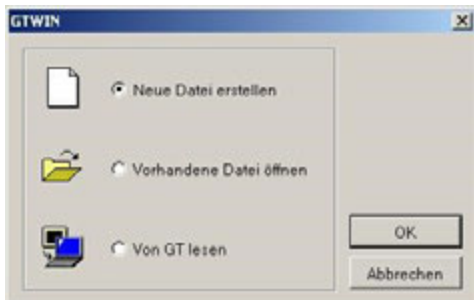 GTWIN
Neue Datei erstellen
Vorhandene Datei öffnen
Von GT lesen
OK
Abbrechen